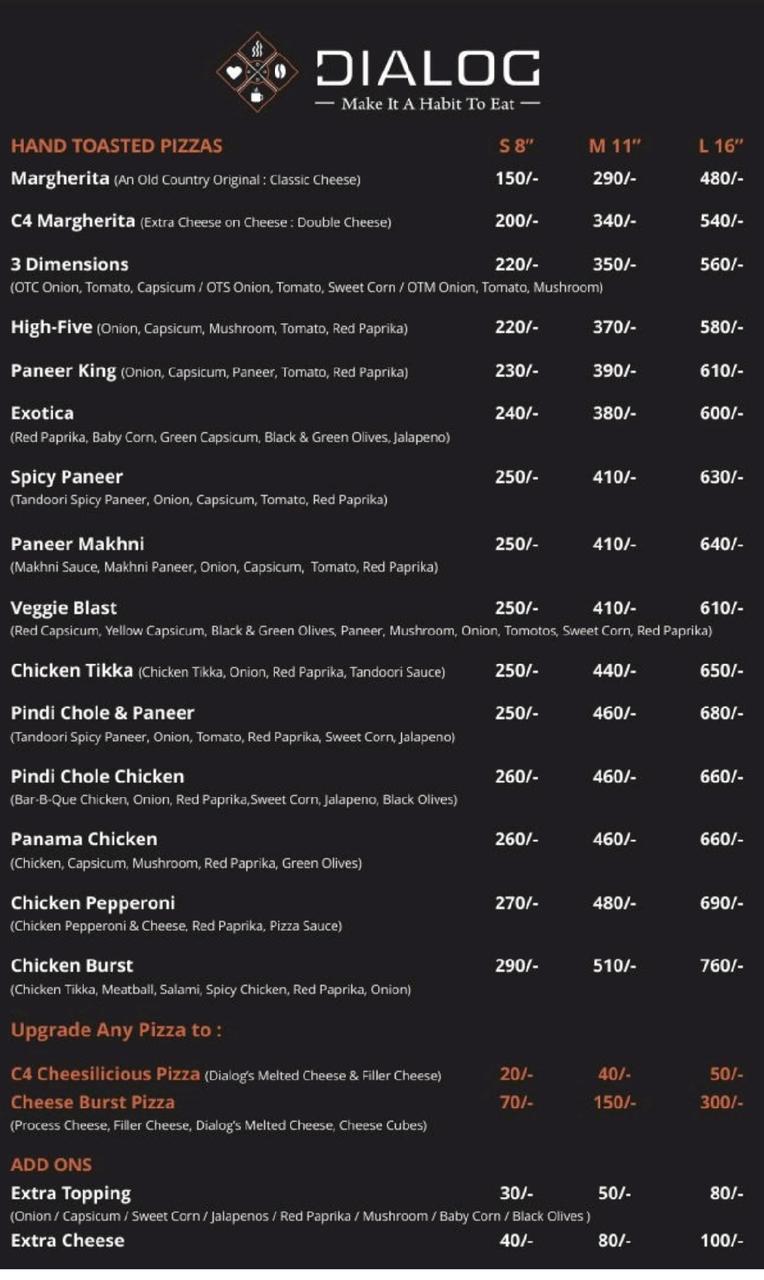 DIALOG
Make It A Habit To Eat
HAND TOASTED PIZZAS S 8” M 11” L 16”
Margherita (An Old Country Original : Classic Cheese) 150/- 290/- 480/-
C4 Margherita (Extra Cheese on Cheese : Double Cheese) 200/- 340/- 540/-
3 Dimensions 220/- 350/- 560/-
(OTC Onion, Tomato, Capsicum / OTS Onion, Tomato, Sweet Corn / OTM Onion, Tomato, Mushroom)
High-Five (Onion, Capsicum, Mushroom, Tomato, Red Paprika) 220/- 370/- 580/-
Paneer King (Onion, Capsicum, Paneer, Tomato, Red Paprika) 230/- 390/- 610/-
Exotica 240/- 380/- 600/-
(Red Paprika, Baby Corn, Green Capsicum, Black & Green Olives, Jalapeno)
Spicy Paneer 250/- 410/- 630/-
(Tandoori Spicy Paneer, Onion, Capsicum, Tomato, Red Paprika)
Paneer Makhni 250/- 410/- 640/-
(Makhni Sauce, Makhni Paneer, Onion, Capsicum, Tomato, Red Paprika)
Veggie Blast 250/- 410/- 610/-
(Red Capsicum, Yellow Capsicum, Black & Green Olives, Paneer, Mushroom, Onion, Tomotos, Sweet Corn, Red Paprika)
Chicken Tikka (Chicken Tikka, Onion, Red Paprika, Tandoori Sauce) 250/- 440/- 650/-
Pindi Chole & Paneer 250/- 460/- 680/-
(Tandoori Spicy Paneer, Onion, Tomato, Red Paprika, Sweet Corn, Jalapeno)
Pindi Chole Chicken 260/- 460/- 660/-
(Bar-B-Que Chicken, Onion, Red Paprika,Sweet Corn, Jalapeno, Black Olives)
Panama Chicken 260/- 460/- 660/-
(Chicken, Capsicum, Mushroom, Red Paprika, Green Olives)
Chicken Pepperoni 270/- 480/- 690/-
(Chicken Pepperoni & Cheese, Red Paprika, Pizza Sauce)
Chicken Burst 290/- 510/- 760/-
(Chicken Tikka, Meatball, Salami, Spicy Chicken, Red Paprika, Onion)
Upgrade Any Pizza to :
C4 Cheesilicious Pizza (Dialog’s Melted Cheese & Filler Cheese) 20/- 40/- 50/-
Cheese Burst Pizza 70/- 150/- 300/-
(Process Cheese, Filler Cheese, Dialog’s Melted Cheese, Cheese Cubes)
ADD ONS
Extra Topping 30/- 50/- 80/-
(Onion / Capsicum / Sweet Corn / Jalapenos / Red Paprika / Mushroom / Baby Corn / Black Olives )
Extra Cheese 40/- 80/- 100/-